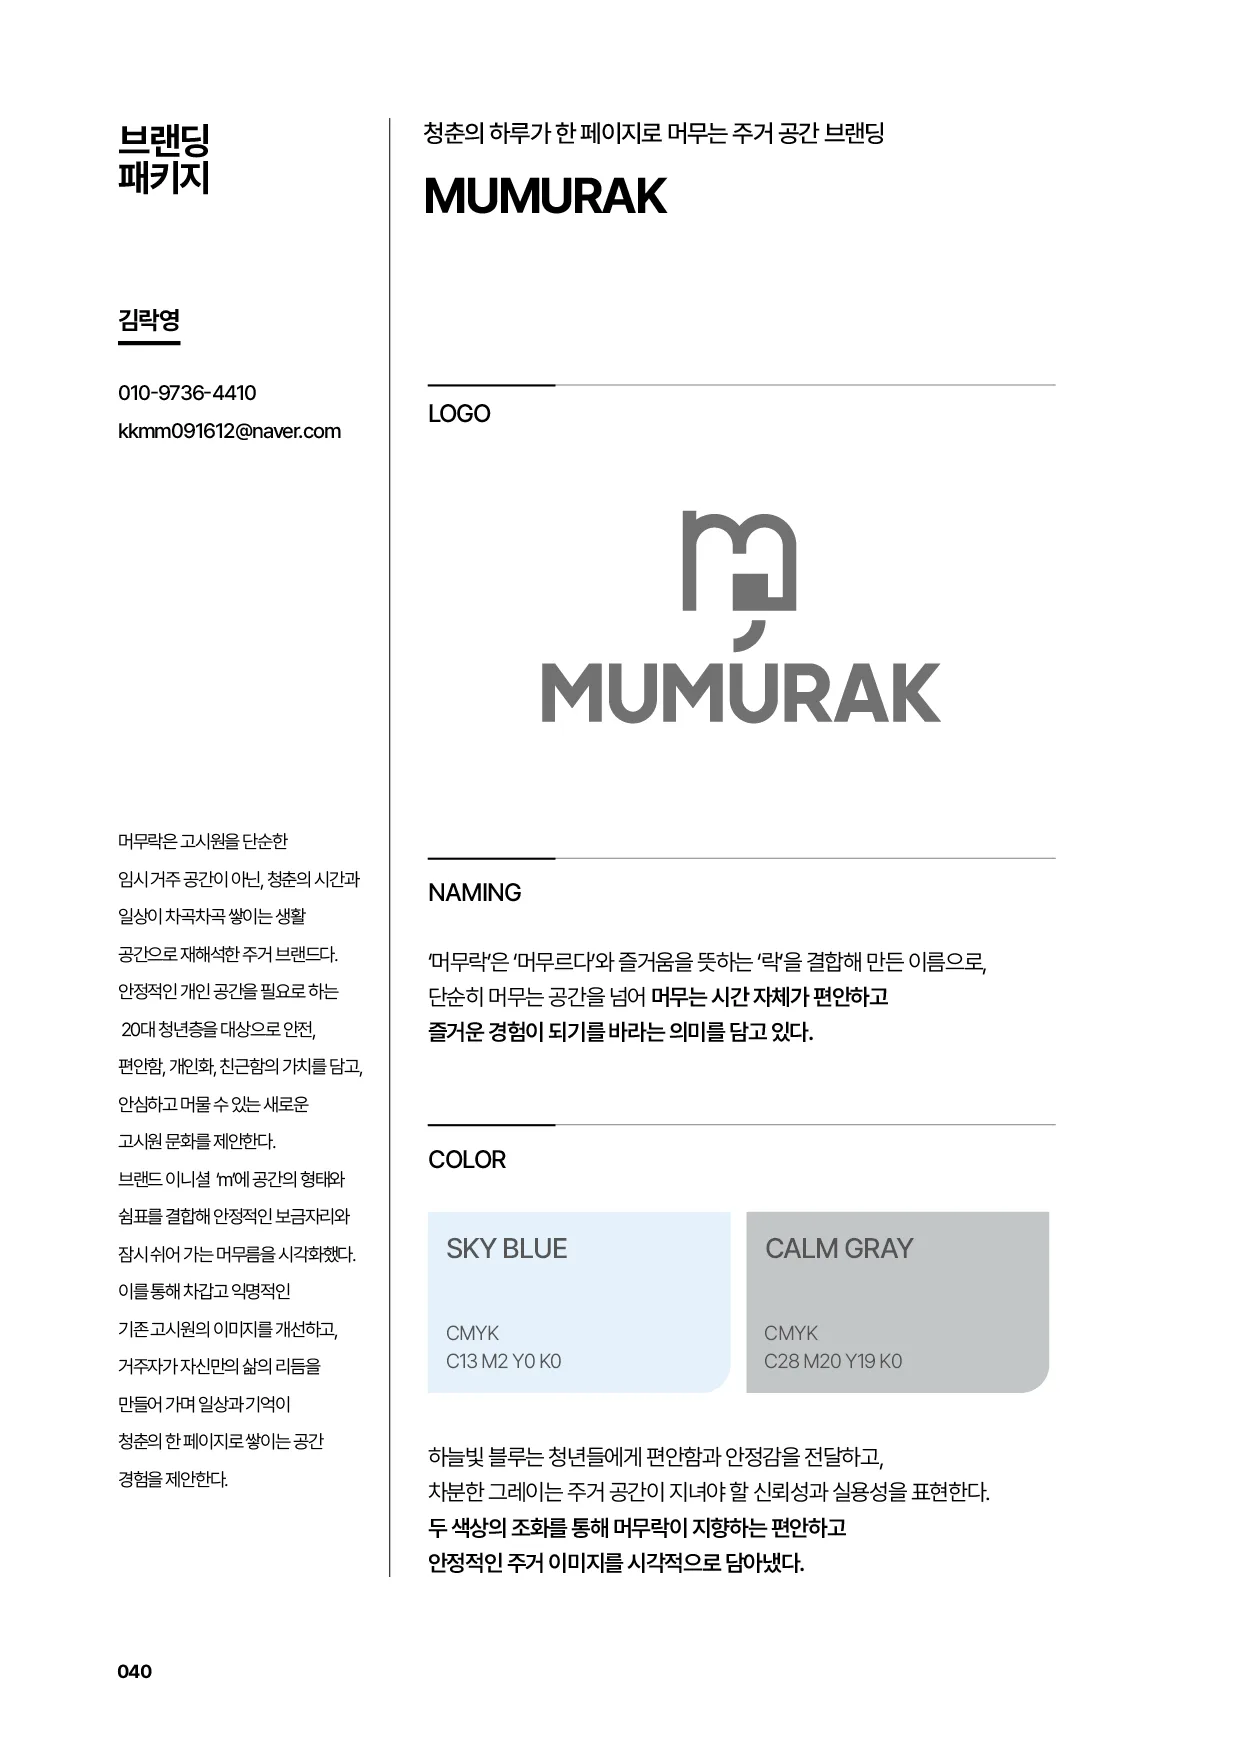 브랜딩
패키지
김락영
010-9736-4410
kkmm091612@naver.com
머무락은 고시원을 단순한
임시 거주 공간이 아닌, 청춘의 시간과
일상이 차곡차곡 쌓이는 생활
공간으로 재해석한 주거 브랜드다.
안정적인 개인 공간을 필요로 하는
20대 청년층을 대상으로 안전,
편안함, 개인화, 친근함의 가치를 담고,
안심하고 머물 수 있는 새로운
고시원 문화를 제안한다.
브랜드 이니셜 ‘m’에 공간의 형태와
쉼표를 결합해 안정적인 보금자리와
잠시 쉬어 가는 머무름을 시각화했다.
이를 통해 차갑고 익명적인
기존 고시원의 이미지를 개선하고,
거주자가 자신만의 삶의 리듬을
만들어 가며 일상과 기억이
청춘의 한 페이지로 쌓이는 공간
경험을 제안한다.
청춘의 하루가 한 페이지로 머무는 주거 공간 브랜딩
MUMURAK
LOGO
m
MUMURAK
NAMING
‘머무락’은 ‘머무르다’와 즐거움을 뜻하는 ‘락’을 결합해 만든 이름으로,
단순히 머무는 공간을 넘어 머무는 시간 자체가 편안하고
즐거운 경험이 되기를 바라는 의미를 담고 있다.
COLOR
SKY BLUE
CMYK
C13 M2 Y0 K0
CALM GRAY
CMYK
C28 M20 Y19 K0
하늘빛 블루는 청년들에게 편안함과 안정감을 전달하고,
차분한 그레이는 주거 공간이 지녀야 할 신뢰성과 실용성을 표현한다.
두 색상의 조화를 통해 머무락이 지향하는 편안하고
안정적인 주거 이미지를 시각적으로 담아냈다.
040